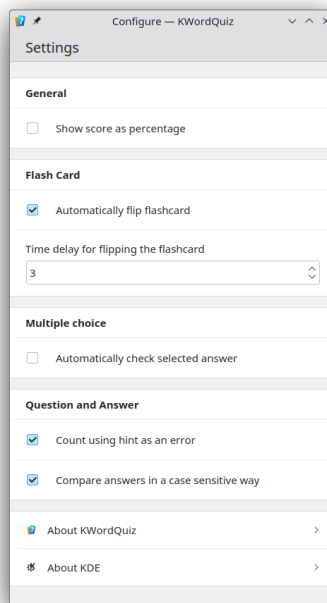 Configure — KWordQuiz
Settings
General
Show score as percentage
Flash Card
Automatically flip flashcard
Time delay for flipping the flashcard
3
Multiple choice
Automatically check selected answer
Question and Answer
Count using hint as an error
Compare answers in a case sensitive way
About KWordQuiz
About KDE